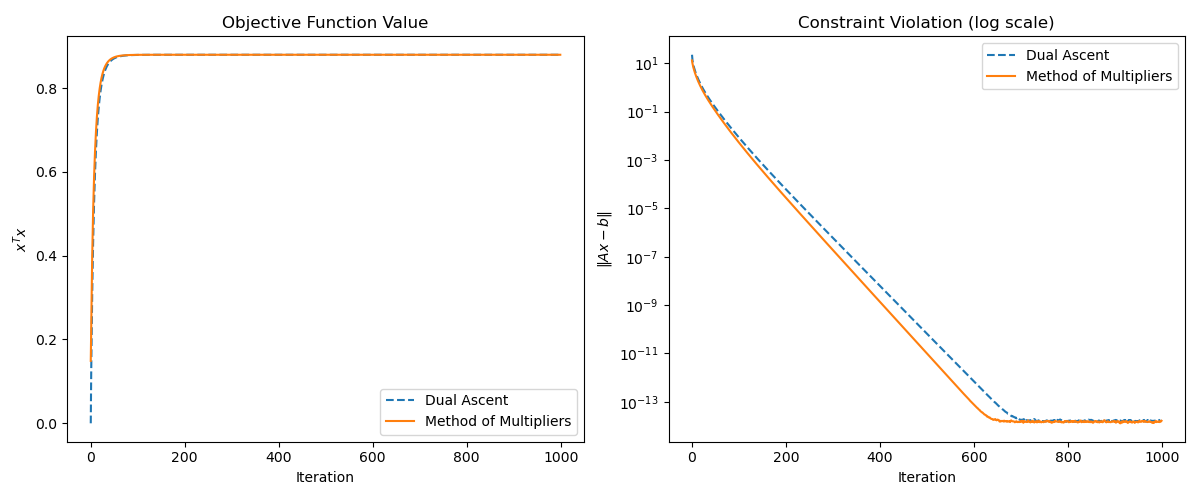 Objective Function Value
0.8
0.6
0.4
0.2
0.0
xᵀx
0 200 400 600 800 1000
Iteration
Dual Ascent
Method of Multipliers
Constraint Violation (log scale)
10¹
10⁻¹
10⁻³
10⁻⁵
10⁻⁷
10⁻⁹
10⁻¹¹
10⁻¹³
‖Ax − b‖
0 200 400 600 800 1000
Iteration
Dual Ascent
Method of Multipliers